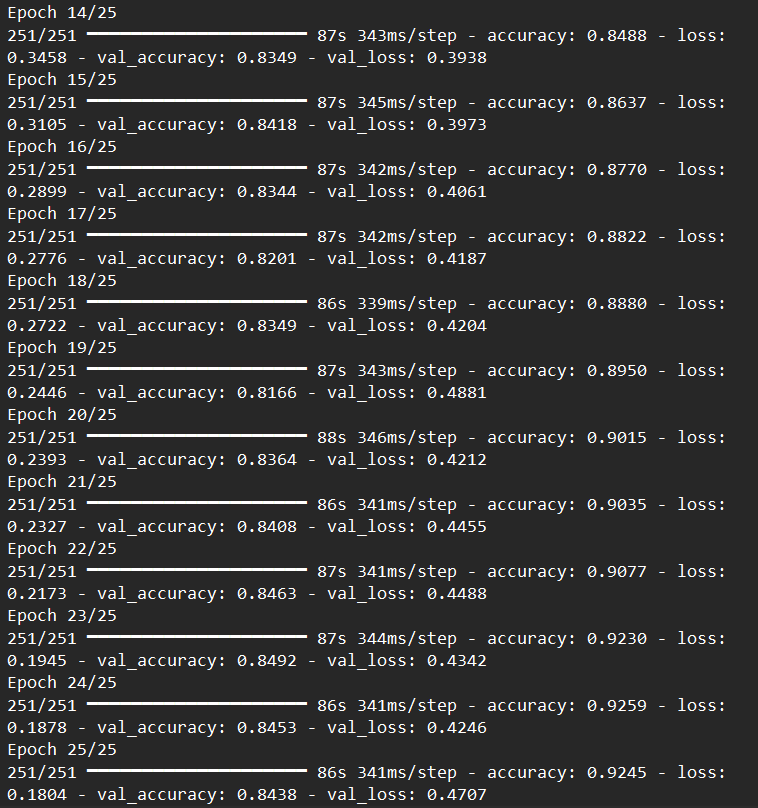 Epoch 14/25
251/251 ━━━━━━━━━━━━━━━━━━━━ 87s 343ms/step - accuracy: 0.8488 - loss:
0.3458 - val_accuracy: 0.8349 - val_loss: 0.3938
Epoch 15/25
251/251 ━━━━━━━━━━━━━━━━━━━━ 87s 345ms/step - accuracy: 0.8637 - loss:
0.3105 - val_accuracy: 0.8418 - val_loss: 0.3973
Epoch 16/25
251/251 ━━━━━━━━━━━━━━━━━━━━ 87s 342ms/step - accuracy: 0.8770 - loss:
0.2899 - val_accuracy: 0.8344 - val_loss: 0.4061
Epoch 17/25
251/251 ━━━━━━━━━━━━━━━━━━━━ 87s 342ms/step - accuracy: 0.8822 - loss:
0.2776 - val_accuracy: 0.8201 - val_loss: 0.4187
Epoch 18/25
251/251 ━━━━━━━━━━━━━━━━━━━━ 86s 339ms/step - accuracy: 0.8880 - loss:
0.2722 - val_accuracy: 0.8349 - val_loss: 0.4204
Epoch 19/25
251/251 ━━━━━━━━━━━━━━━━━━━━ 87s 343ms/step - accuracy: 0.8950 - loss:
0.2446 - val_accuracy: 0.8166 - val_loss: 0.4881
Epoch 20/25
251/251 ━━━━━━━━━━━━━━━━━━━━ 88s 346ms/step - accuracy: 0.9015 - loss:
0.2393 - val_accuracy: 0.8364 - val_loss: 0.4212
Epoch 21/25
251/251 ━━━━━━━━━━━━━━━━━━━━ 86s 341ms/step - accuracy: 0.9035 - loss:
0.2327 - val_accuracy: 0.8408 - val_loss: 0.4455
Epoch 22/25
251/251 ━━━━━━━━━━━━━━━━━━━━ 87s 341ms/step - accuracy: 0.9077 - loss:
0.2173 - val_accuracy: 0.8463 - val_loss: 0.4488
Epoch 23/25
251/251 ━━━━━━━━━━━━━━━━━━━━ 87s 344ms/step - accuracy: 0.9230 - loss:
0.1945 - val_accuracy: 0.8492 - val_loss: 0.4342
Epoch 24/25
251/251 ━━━━━━━━━━━━━━━━━━━━ 86s 341ms/step - accuracy: 0.9259 - loss:
0.1878 - val_accuracy: 0.8453 - val_loss: 0.4246
Epoch 25/25
251/251 ━━━━━━━━━━━━━━━━━━━━ 86s 341ms/step - accuracy: 0.9245 - loss:
0.1804 - val_accuracy: 0.8438 - val_loss: 0.4707